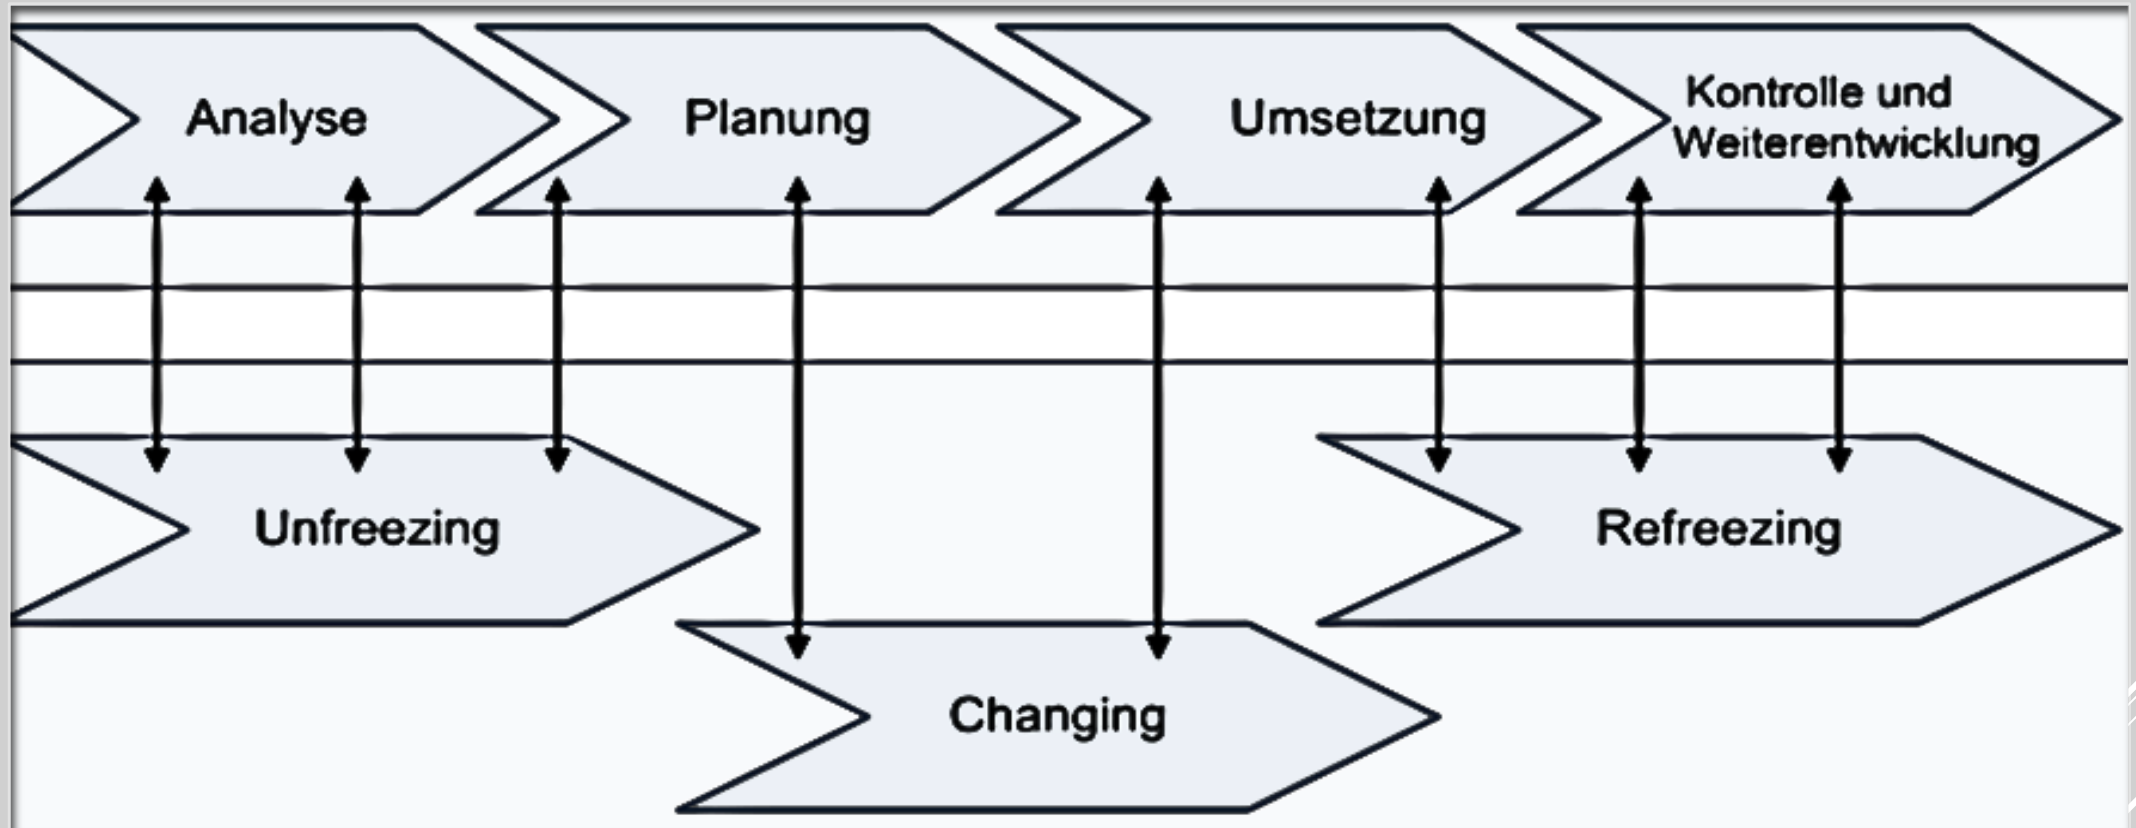 Analyse
Planung
Umsetzung
Kontrolle und
Weiterentwicklung
Unfreezing
Refreezing
Changing